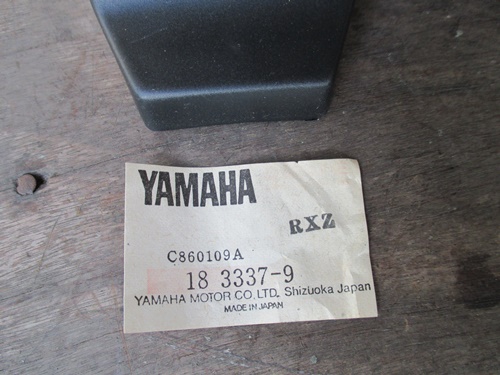 YAMAHA
RXZ
C860109A
18 3337-9
YAMAHA MOTOR CO., LTD. Shizuoka Japan
MADE IN JAPAN